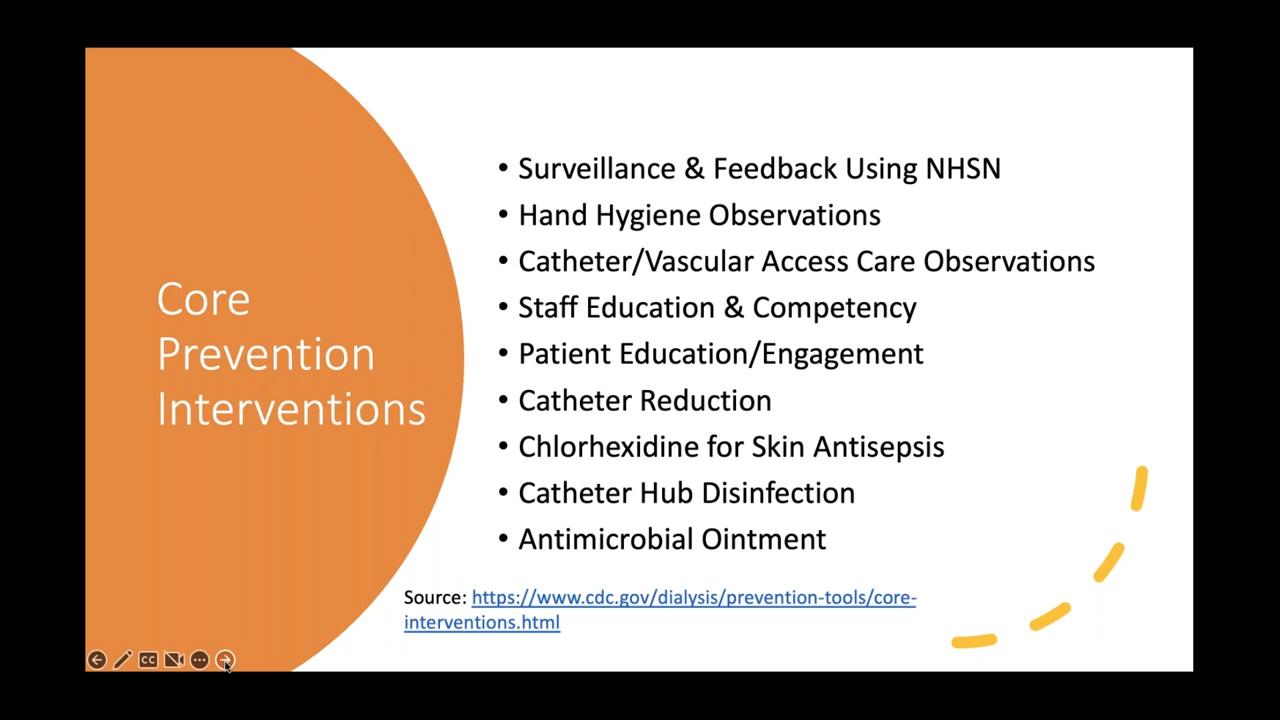 Core
Prevention
Interventions
• Surveillance & Feedback Using NHSN
• Hand Hygiene Observations
• Catheter/Vascular Access Care Observations
• Staff Education & Competency
• Patient Education/Engagement
• Catheter Reduction
• Chlorhexidine for Skin Antisepsis
• Catheter Hub Disinfection
• Antimicrobial Ointment
Source: https://www.cdc.gov/dialysis/prevention-tools/core-
interventions.html
CC